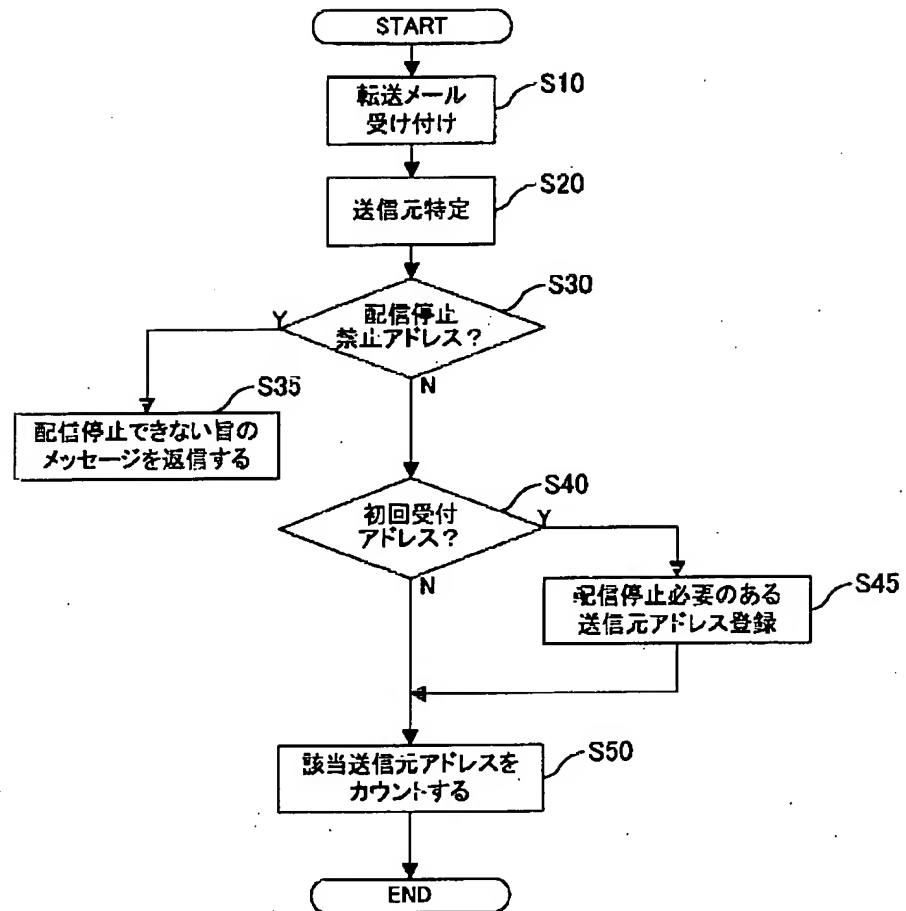 START
転送メール
受け付け
S10
送信元特定
S20
配信停止
禁止アドレス？
S30
Y
N
S35
配信停止できない旨の
メッセージを返信する
初回受付
アドレス？
S40
Y
N
配信停止必要のある
送信元アドレス登録
S45
該当送信元アドレスを
カウントする
S50
END